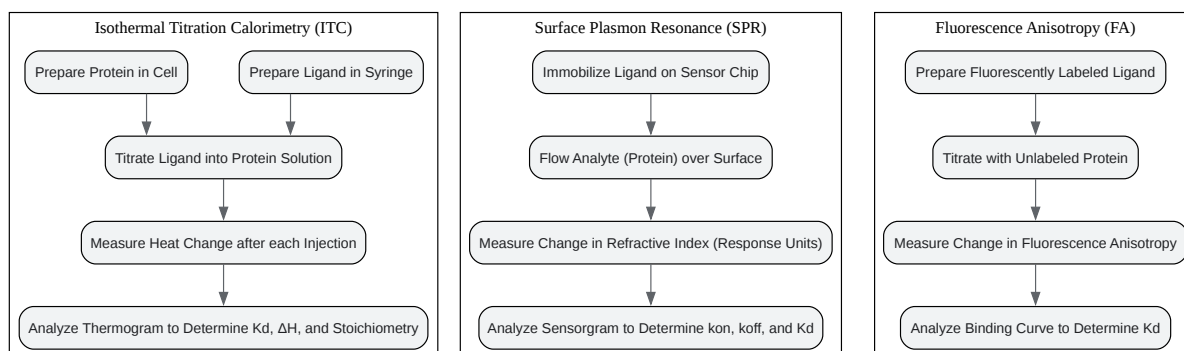 Isothermal Titration Calorimetry (ITC)
Prepare Protein in Cell
Prepare Ligand in Syringe
Titrate Ligand into Protein Solution
Measure Heat Change after each Injection
Analyze Thermogram to Determine Kd, ΔH, and Stoichiometry
Surface Plasmon Resonance (SPR)
Immobilize Ligand on Sensor Chip
Flow Analyte (Protein) over Surface
Measure Change in Refractive Index (Response Units)
Analyze Sensorgram to Determine kon, koff, and Kd
Fluorescence Anisotropy (FA)
Prepare Fluorescently Labeled Ligand
Titrate with Unlabeled Protein
Measure Change in Fluorescence Anisotropy
Analyze Binding Curve to Determine Kd